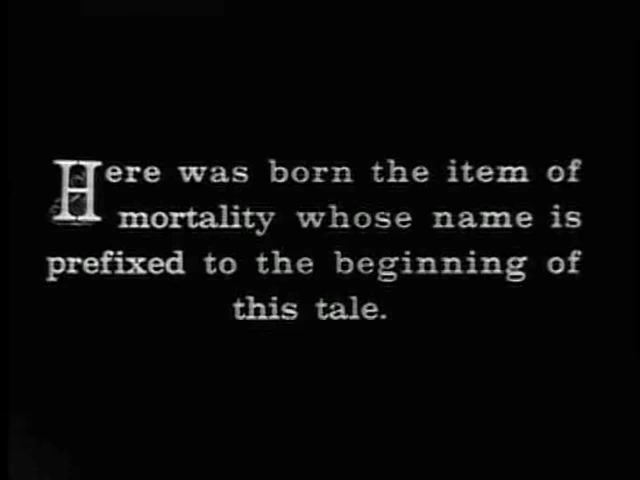 Here was born the item of
mortality whose name is
prefixed to the beginning of
this tale.